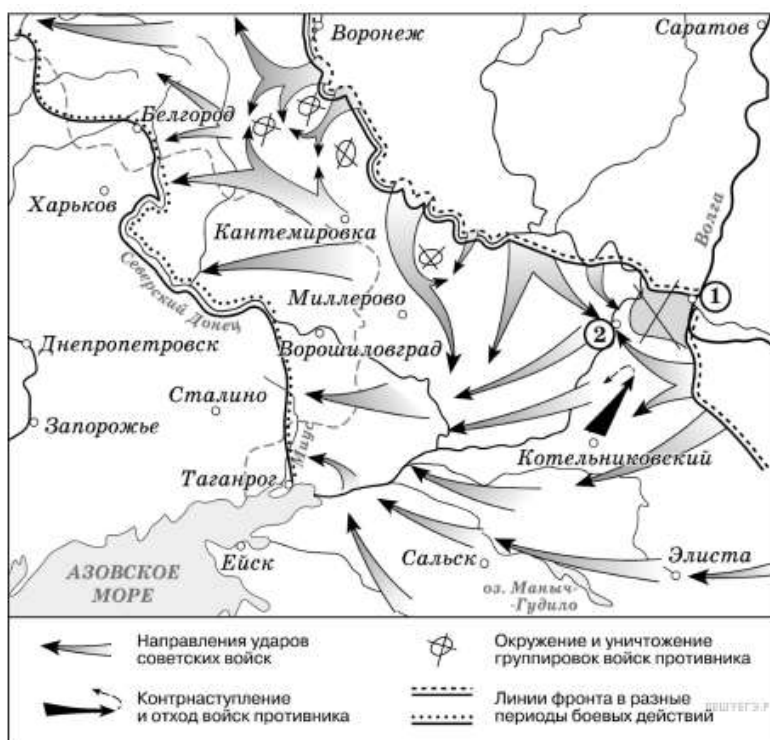 Воронеж
Саратов
Белгород
Харьков
Волга
Кантемировка
Северский Донец
Миллерово
1
2
Днепропетровск
Ворошиловград
Сталино
Запорожье
Миус
Котельниковский
Таганрог
АЗОВСКОЕ
МОРЕ
Ейск
Сальск
Элиста
оз. Маныч-
-Гудило
Направления ударов
советских войск
Окружение и уничтожение
группировок войск противника
Контрнаступление
и отход войск противника
Линии фронта в разные
периоды боевых действий